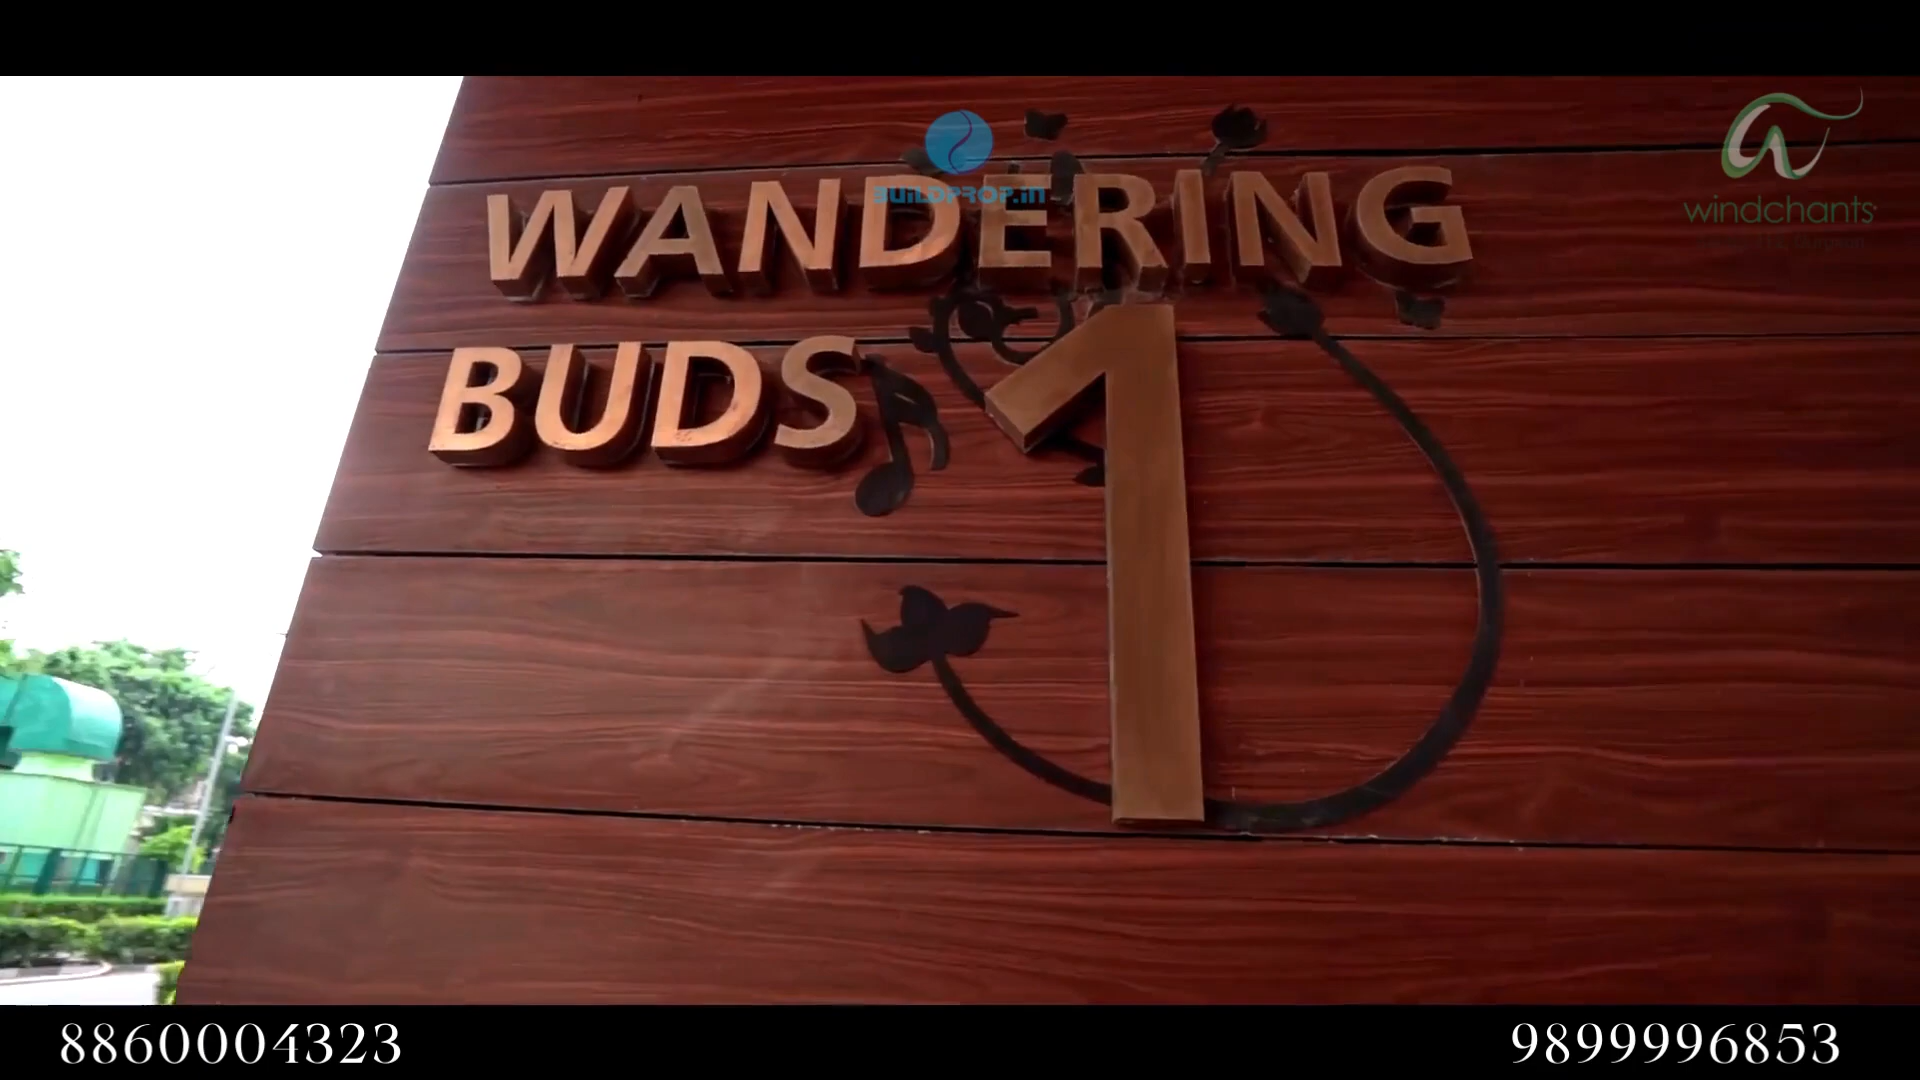 BUILDPROP.in
windchants
WANDERING
BUDS
1
8860004323
9899996853